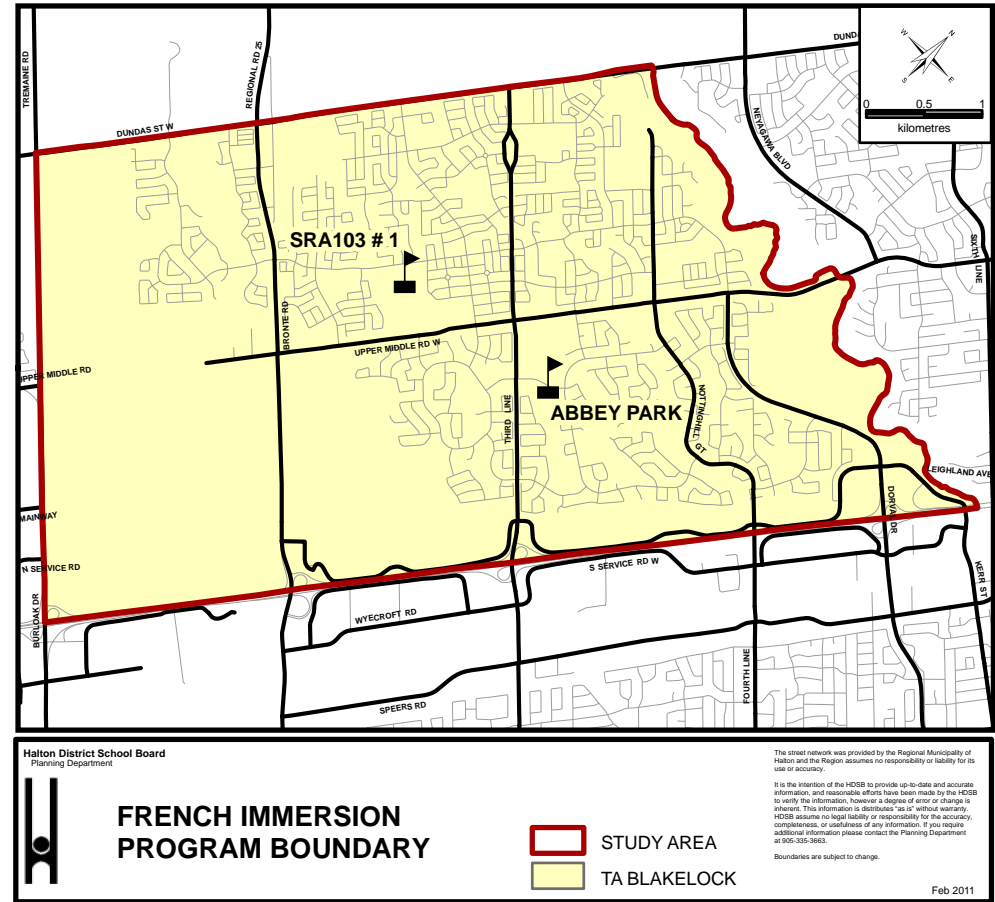 TREMAINE RD
REGIONAL RD 25
DUNDAS ST W
DUND
NEYAGAWA BLVD
W
N
S
E
0
0.5
1
kilometres
SIXTH LINE
SRA103 # 1
BRONTE RD
UPPER MIDDLE RD W
UPPER MIDDLE RD
THIRD LINE
ABBEY PARK
NOTTINGHILL GT
LEIGHLAND AVE
DORVAL DR
MAINWAY
N SERVICE RD
S SERVICE RD W
BURLOAK DR
WYECROFT RD
KERR ST
FOURTH LINE
SPEERS RD
Halton District School Board
Planning Department
FRENCH IMMERSION
PROGRAM BOUNDARY
STUDY AREA
TA BLAKELOCK
The street network was provided by the Regional Municipality of
Halton and the Region assumes no responsibility or liability for its
use or accuracy.
It is the intention of the HDSB to provide up-to-date and accurate
information, and reasonable efforts have been made by the HDSB
to verify the information, however a degree of error or change is
inherent. This information is distributes "as is" without warranty.
HDSB assume no legal liability or responsibility for the accuracy,
completeness, or usefulness of any information. If you require
additional information please contact the Planning Department
at 905-335-3663.
Boundaries are subject to change.
Feb 2011